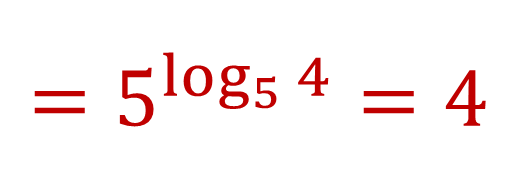 = 5^{log_5 4} = 4